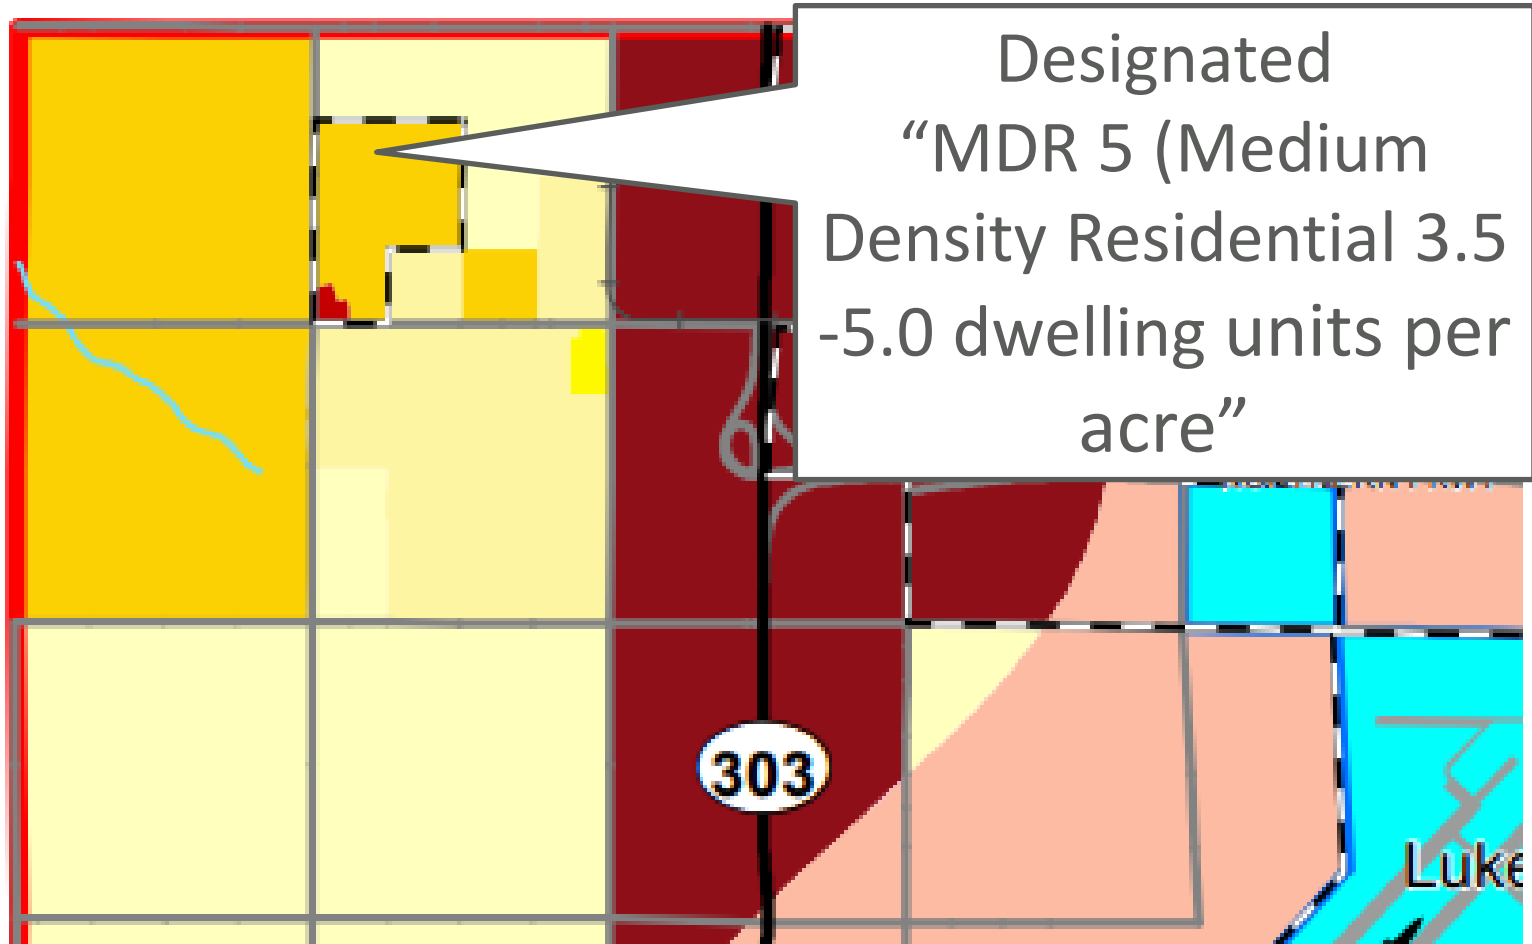 Designated
“MDR 5 (Medium
Density Residential 3.5
-5.0 dwelling units per
acre”
303
Luke